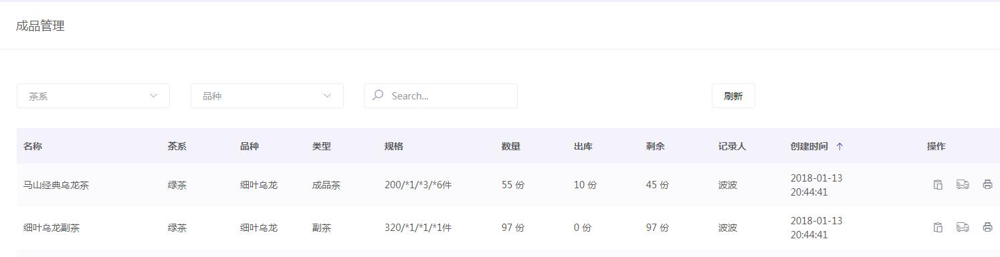 成品管理
茶系 品种 Search... 刷新
名称 茶系 品种 类型 规格 数量 出库 剩余 记录人 创建时间 操作
马山经典乌龙茶 绿茶 细叶乌龙 成品茶 200/*1/*3/*6件 55 份 10 份 45 份 波波 2018-01-13
20:44:41
细叶乌龙副茶 绿茶 细叶乌龙 副茶 320/*1/*1/*1件 97 份 0 份 97 份 波波 2018-01-13
20:44:41